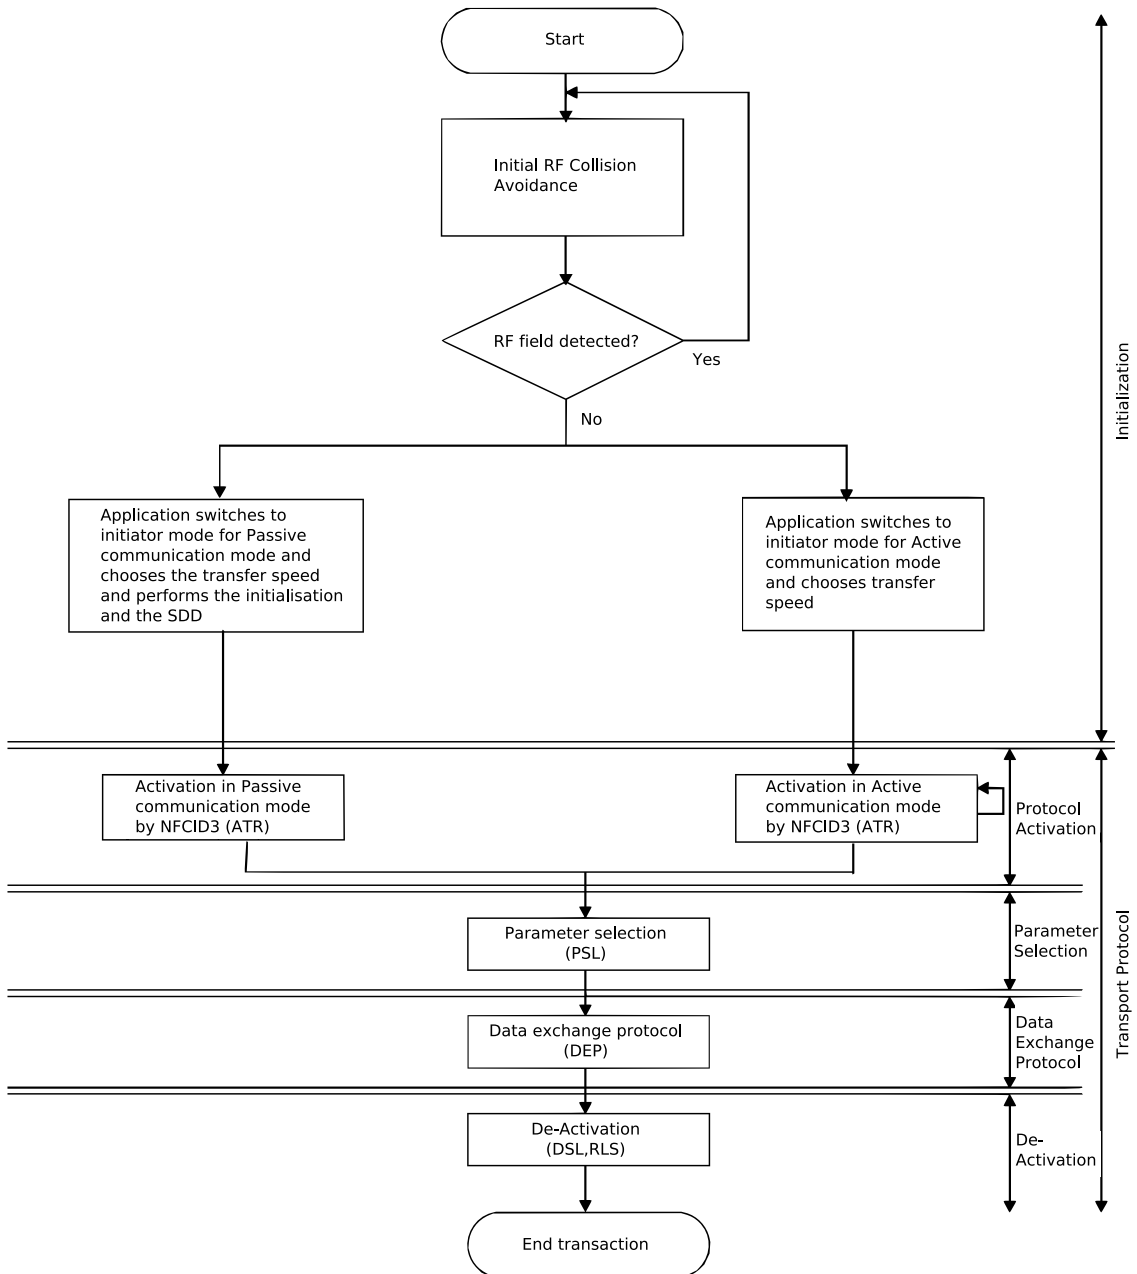 Start
Initial RF Collision
Avoidance
RF field detected?
Yes
No
Initialization
Application switches to
initiator mode for Passive
communication mode and
chooses the transfer speed
and performs the initialisation
and the SDD
Application switches to
initiator mode for Active
communication mode
and chooses transfer
speed
Activation in Passive
communication mode
by NFCID3 (ATR)
Activation in Active
communication mode
by NFCID3 (ATR)
Protocol
Activation
Parameter selection
(PSL)
Parameter
Selection
Transport Protocol
Data exchange protocol
(DEP)
Data
Exchange
Protocol
De-Activation
(DSL,RLS)
De-
Activation
End transaction